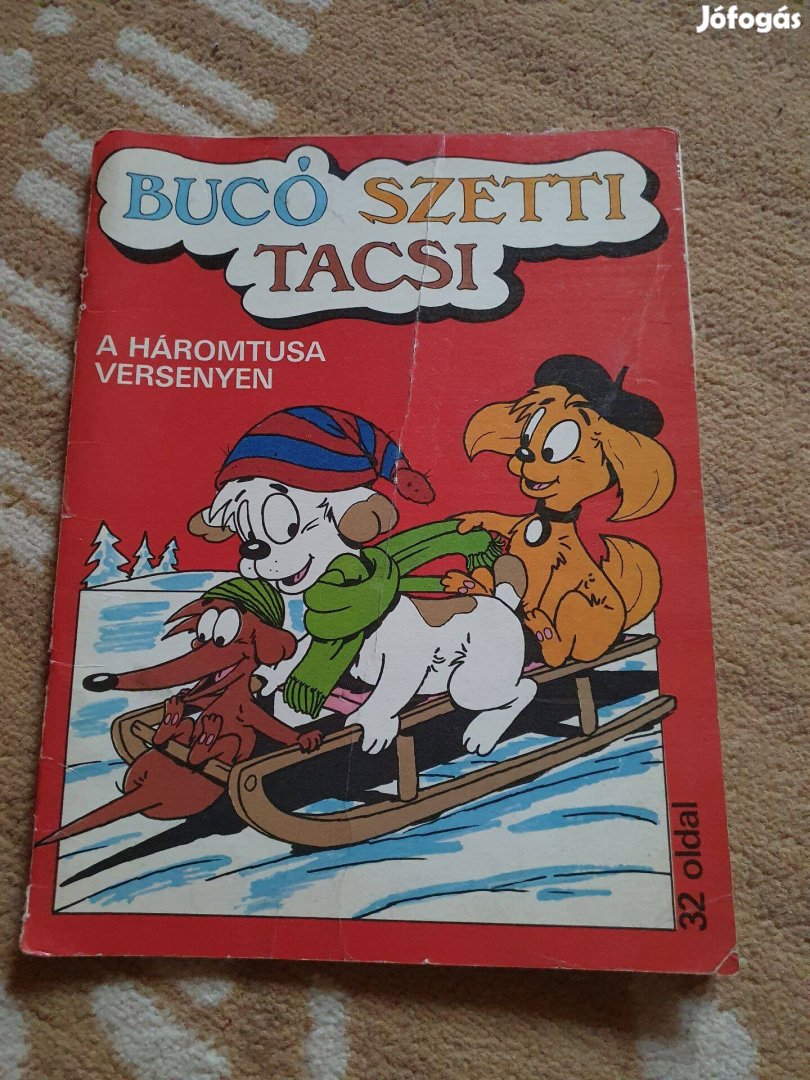 Jófogás
BUCÓ SZETTI
TACSI
A HÁROMTUSA
VERSENYEN
32 oldal